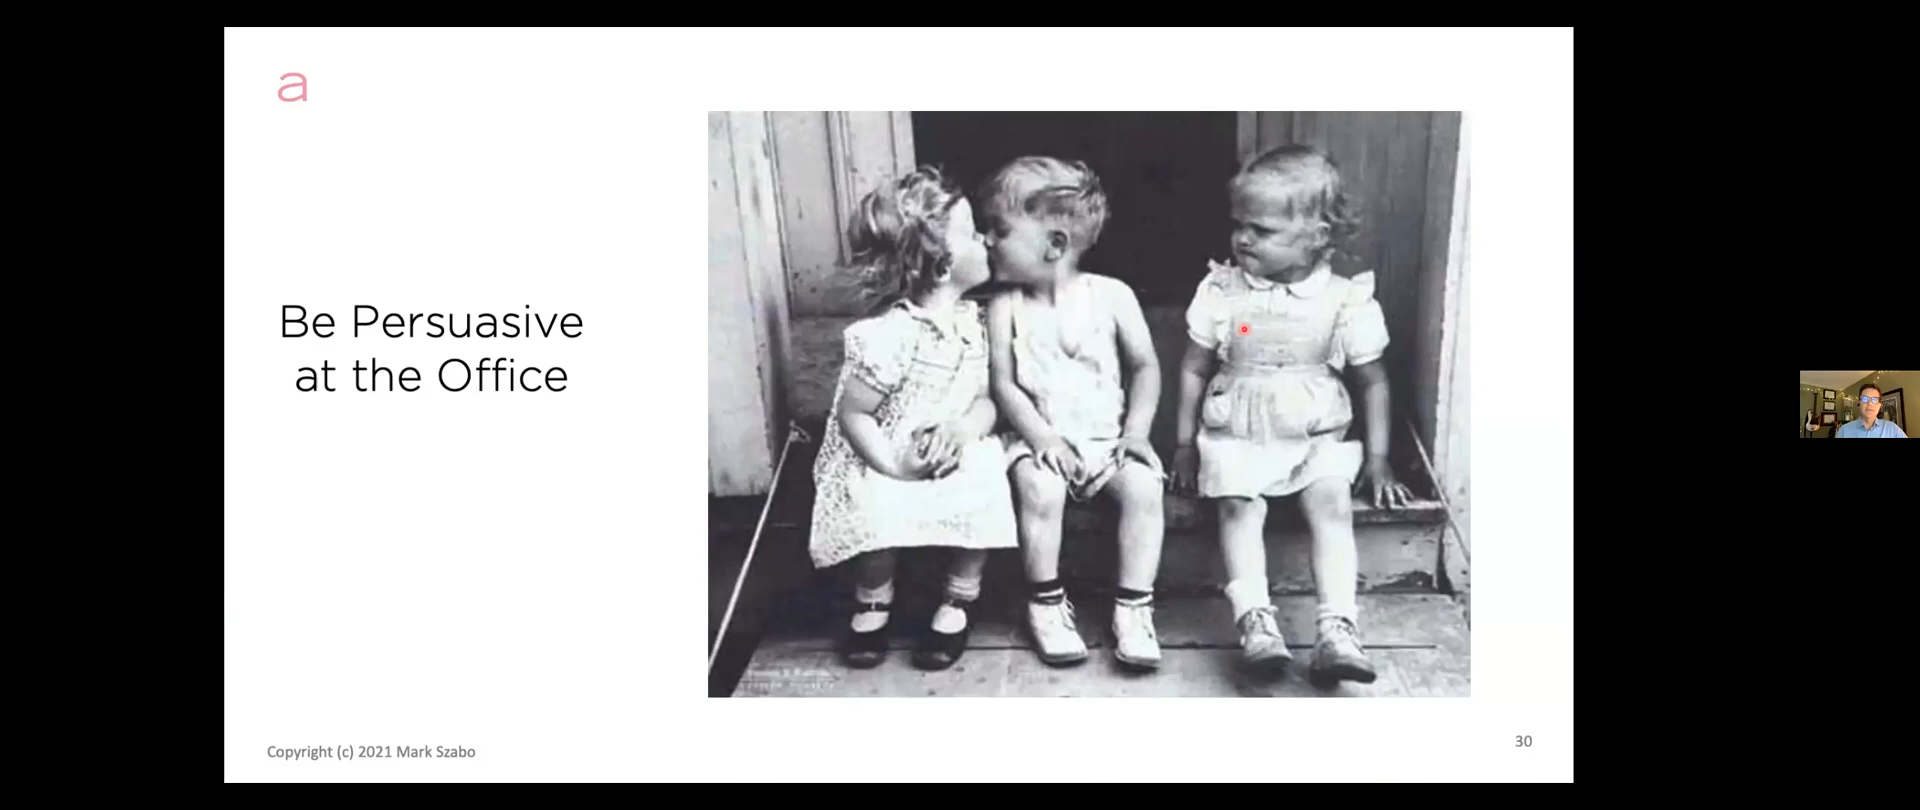 a
Be Persuasive
at the Office
Copyright (c) 2021 Mark Szabo
30